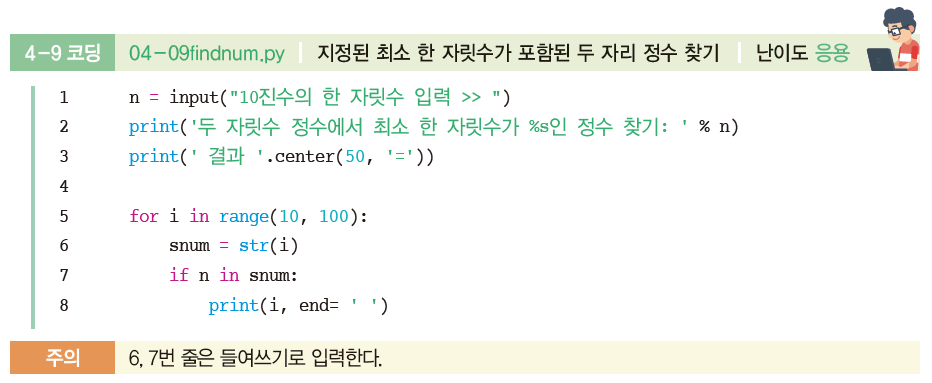 4-9 코딩 04-09findnum.py 지정된 최소 한 자릿수가 포함된 두 자리 정수 찾기 난이도 응용
1 n = input("10진수의 한 자릿수 입력 >> ")
2 print('두 자릿수 정수에서 최소 한 자릿수가 %s인 정수 찾기: ' % n)
3 print(' 결과 '.center(50, '='))
4
5 for i in range(10, 100):
6     snum = str(i)
7     if n in snum:
8         print(i, end= ' ')
주의 6, 7번 줄은 들여쓰기로 입력한다.